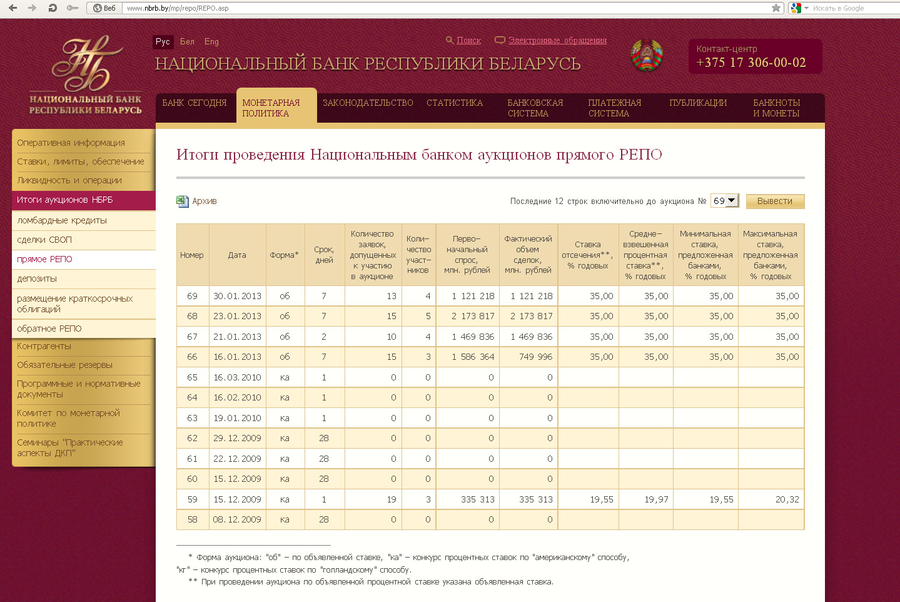 Веб www.nbrb.by/mp/repo/REPO.asp Искать в Google
Рус Бел Eng
Поиск Электронные обращения
НАЦИОНАЛЬНЫЙ БАНК РЕСПУБЛИКИ БЕЛАРУСЬ
Контакт-центр
+375 17 306-00-02
НАЦИОНАЛЬНЫЙ БАНК
РЕСПУБЛИКИ БЕЛАРУСЬ
БАНК СЕГОДНЯ МОНЕТАРНАЯ ПОЛИТИКА ЗАКОНОДАТЕЛЬСТВО СТАТИСТИКА БАНКОВСКАЯ СИСТЕМА ПЛАТЕЖНАЯ СИСТЕМА ПУБЛИКАЦИИ БАНКНОТЫ И МОНЕТЫ
Оперативная информация
Ставки, лимиты, обеспечение
Ликвидность и операции
Итоги аукционов НБРБ
ломбардные кредиты
сделки СВОП
прямое РЕПО
депозиты
размещение краткосрочных
облигаций
обратное РЕПО
Контрагенты
Обязательные резервы
Программные и нормативные
документы
Комитет по монетарной
политике
Семинары "Практические
аспекты ДКП"
Итоги проведения Национальным банком аукционов прямого РЕПО
Архив Последние 12 строк включительно до аукциона № 69 Вывести
Номер Дата Форма* Срок, дней Количество заявок, допущенных к участию в аукционе Коли-чество участ-ников Перво-начальный спрос, млн. рублей Фактический объем сделок, млн. рублей Ставка отсечения**, % годовых Средне-взвешенная процентная ставка**, % годовых Минимальная ставка, предложенная банками, % годовых Максимальная ставка, предложенная банками, % годовых
69 30.01.2013 об 7 13 4 1 121 218 1 121 218 35,00 35,00 35,00 35,00
68 23.01.2013 об 7 15 5 2 173 817 2 173 817 35,00 35,00 35,00 35,00
67 21.01.2013 об 2 10 4 1 469 836 1 469 836 35,00 35,00 35,00 35,00
66 16.01.2013 об 7 15 3 1 586 364 749 996 35,00 35,00 35,00 35,00
65 16.03.2010 ка 1 0 0 0 0
64 16.02.2010 ка 1 0 0 0 0
63 19.01.2010 ка 1 0 0 0 0
62 29.12.2009 ка 28 0 0 0 0
61 22.12.2009 ка 28 0 0 0 0
60 15.12.2009 ка 28 0 0 0 0
59 15.12.2009 ка 1 19 3 335 313 335 313 19,55 19,97 19,55 20,32
58 08.12.2009 ка 28 0 0 0 0
* Форма аукциона: "об" – по объявленной ставке, "ка" – конкурс процентных ставок по "американскому" способу,
"кг" – конкурс процентных ставок по "голландскому" способу.
** При проведении аукциона по объявленной процентной ставке указана объявленная ставка.